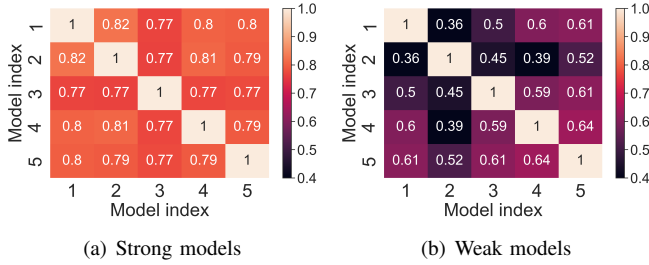 1 0.82 0.77 0.8 0.8
0.82 1 0.77 0.81 0.79
0.77 0.77 1 0.77 0.77
0.8 0.81 0.77 1 0.79
0.8 0.79 0.77 0.79 1
1 2 3 4 5
Model index
1 2 3 4 5
Model index
1.0
0.9
0.8
0.7
0.6
0.5
0.4
(a) Strong models
1 0.36 0.5 0.6 0.61
0.36 1 0.45 0.39 0.52
0.5 0.45 1 0.59 0.61
0.6 0.39 0.59 1 0.64
0.61 0.52 0.61 0.64 1
1 2 3 4 5
Model index
1 2 3 4 5
Model index
1.0
0.9
0.8
0.7
0.6
0.5
0.4
(b) Weak models